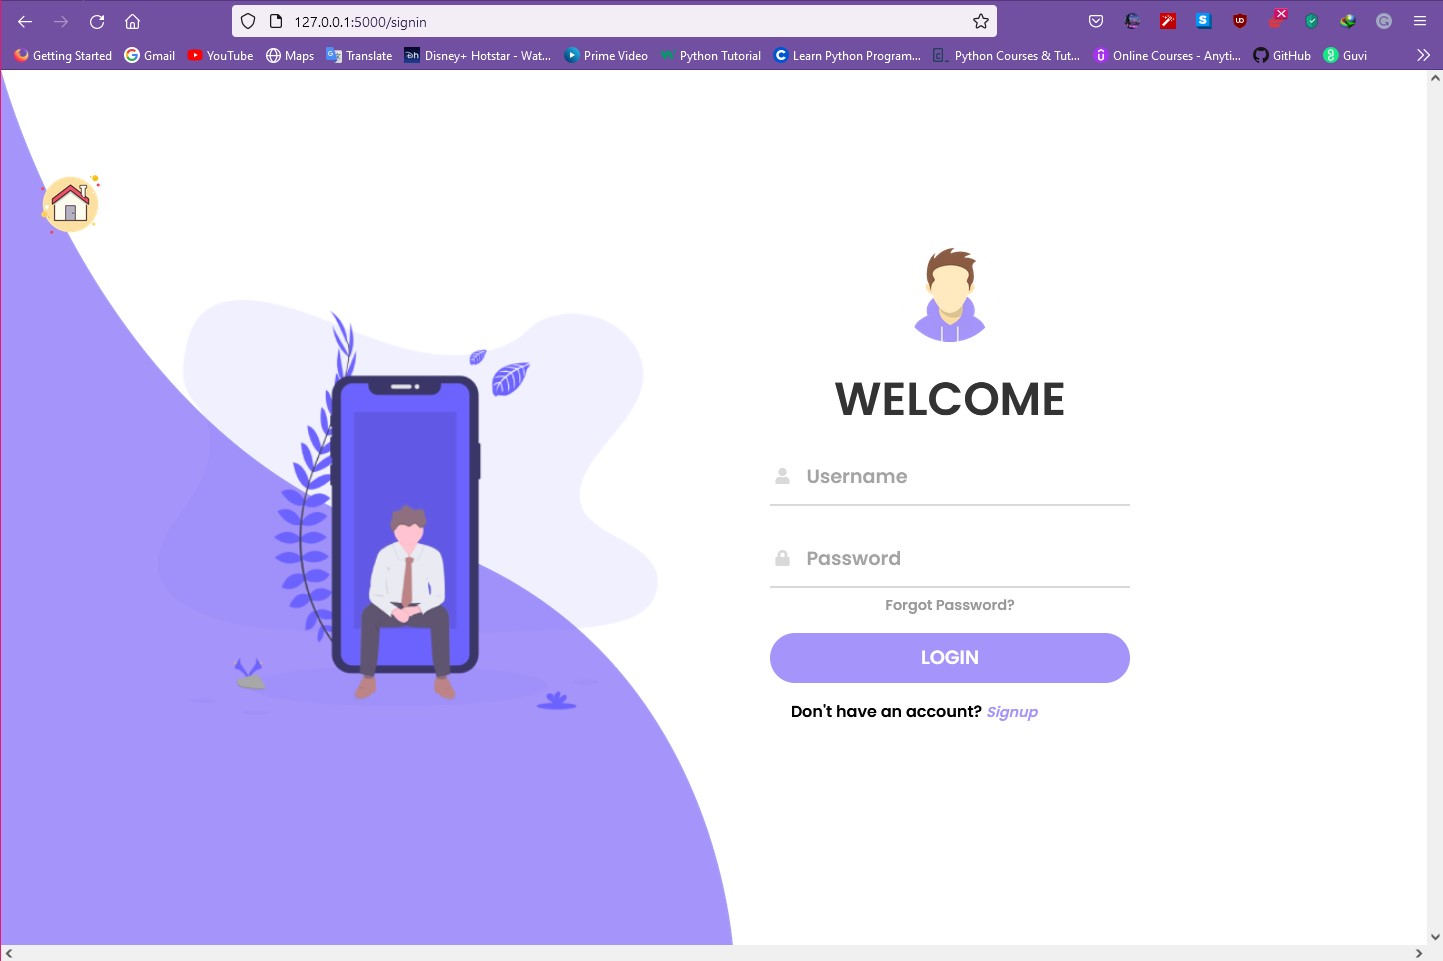 127.0.0.1:5000/signin
Getting Started Gmail YouTube Maps Translate Disney+ Hotstar - Wat... Prime Video Python Tutorial Learn Python Program... Python Courses & Tut... Online Courses - Anyti... GitHub Guvi
WELCOME
Username
Password
Forgot Password?
LOGIN
Don't have an account? Signup